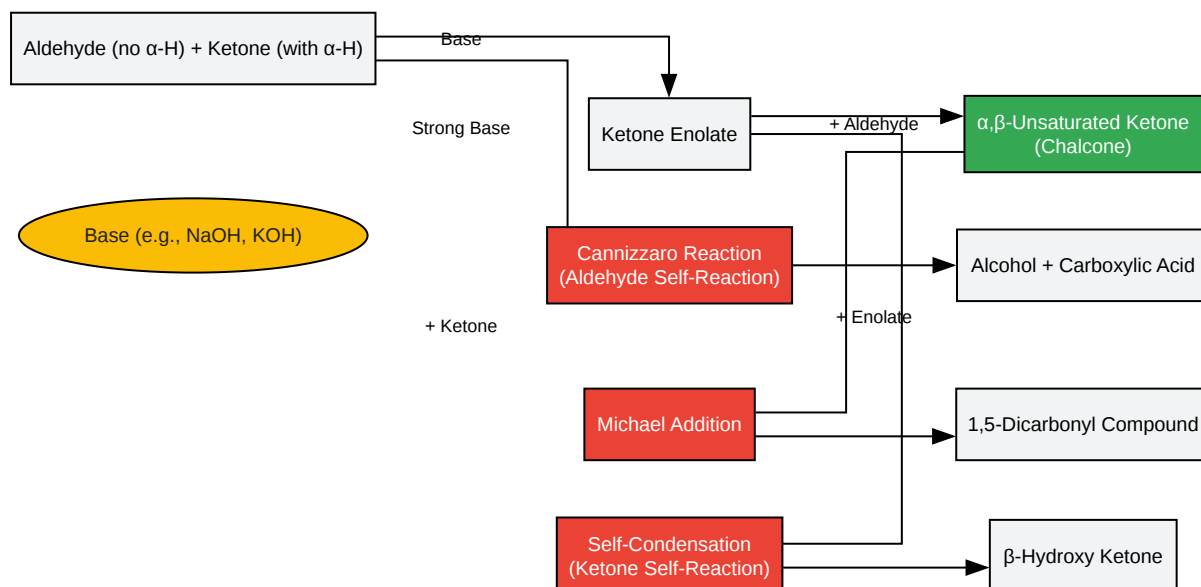 Aldehyde (no α-H) + Ketone (with α-H)
Base
Strong Base
Ketone Enolate
+ Aldehyde
α,β-Unsaturated Ketone
(Chalcone)
Base (e.g., NaOH, KOH)
Cannizzaro Reaction
(Aldehyde Self-Reaction)
Alcohol + Carboxylic Acid
+ Ketone
+ Enolate
Michael Addition
1,5-Dicarbonyl Compound
Self-Condensation
(Ketone Self-Reaction)
β-Hydroxy Ketone